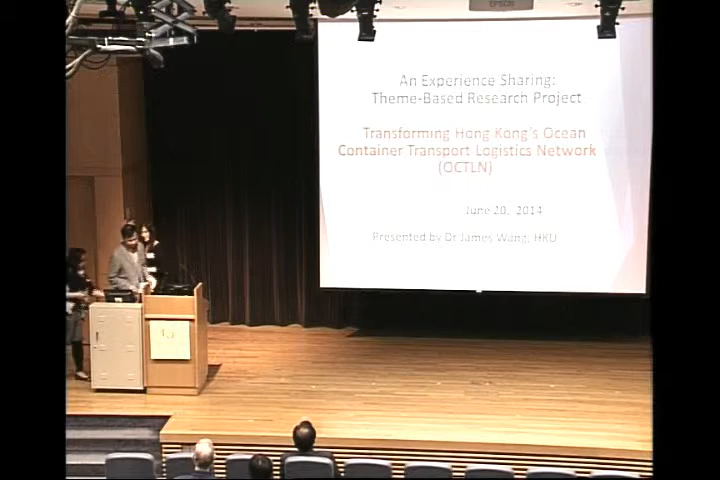 EPSON
An Experience Sharing:
Theme-Based Research Project
Transforming Hong Kong's Ocean
Container Transport Logistics Network
(OCTLN)
June 20, 2014
Presented by Dr James Wang, HKU